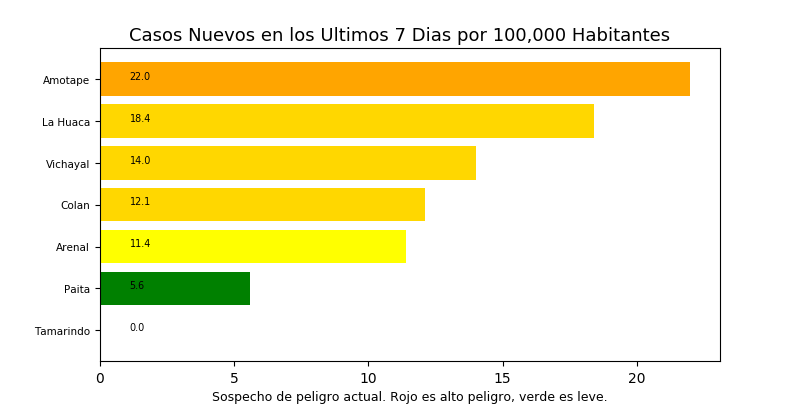 Casos Nuevos en los Ultimos 7 Dias por 100,000 Habitantes
Amotape 22.0
La Huaca 18.4
Vichayal 14.0
Colan 12.1
Arenal 11.4
Paita 5.6
Tamarindo 0.0
0 5 10 15 20
Sospecho de peligro actual. Rojo es alto peligro, verde es leve.